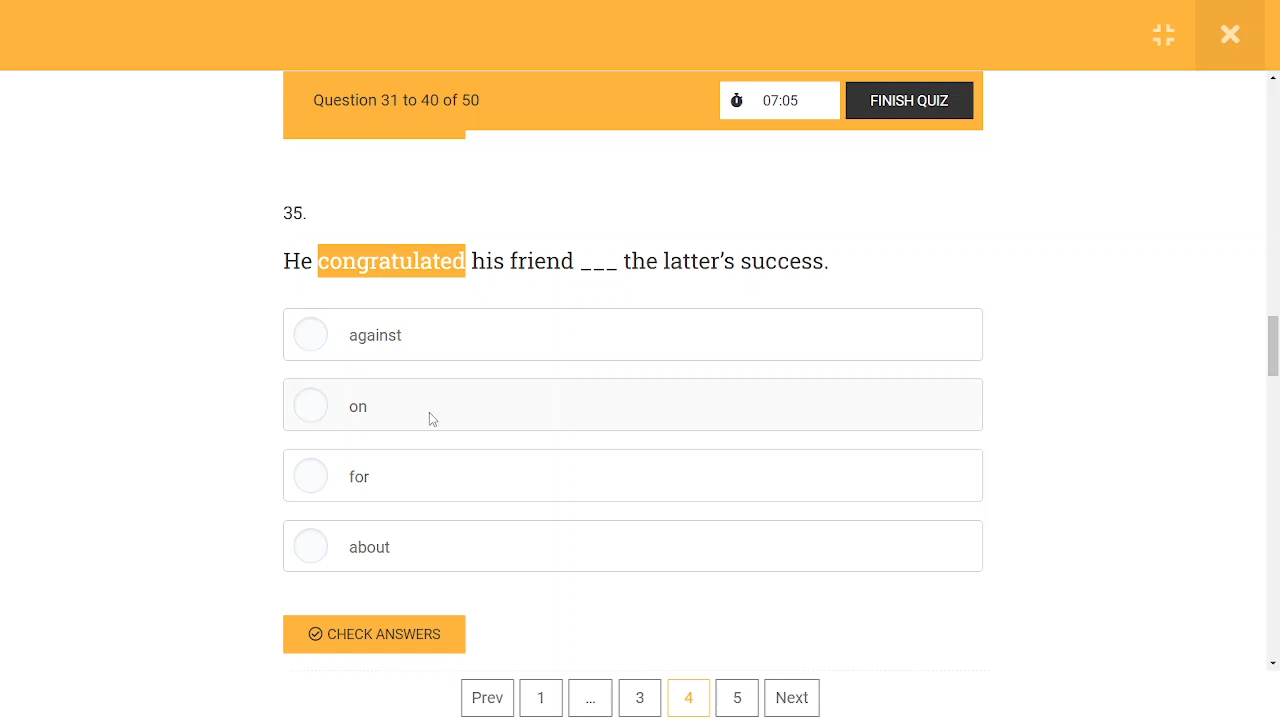 Question 31 to 40 of 50
07:05
FINISH QUIZ
35.
He congratulated his friend ___ the latter’s success.
against
on
for
about
CHECK ANSWERS
Prev 1 ... 3 4 5 Next